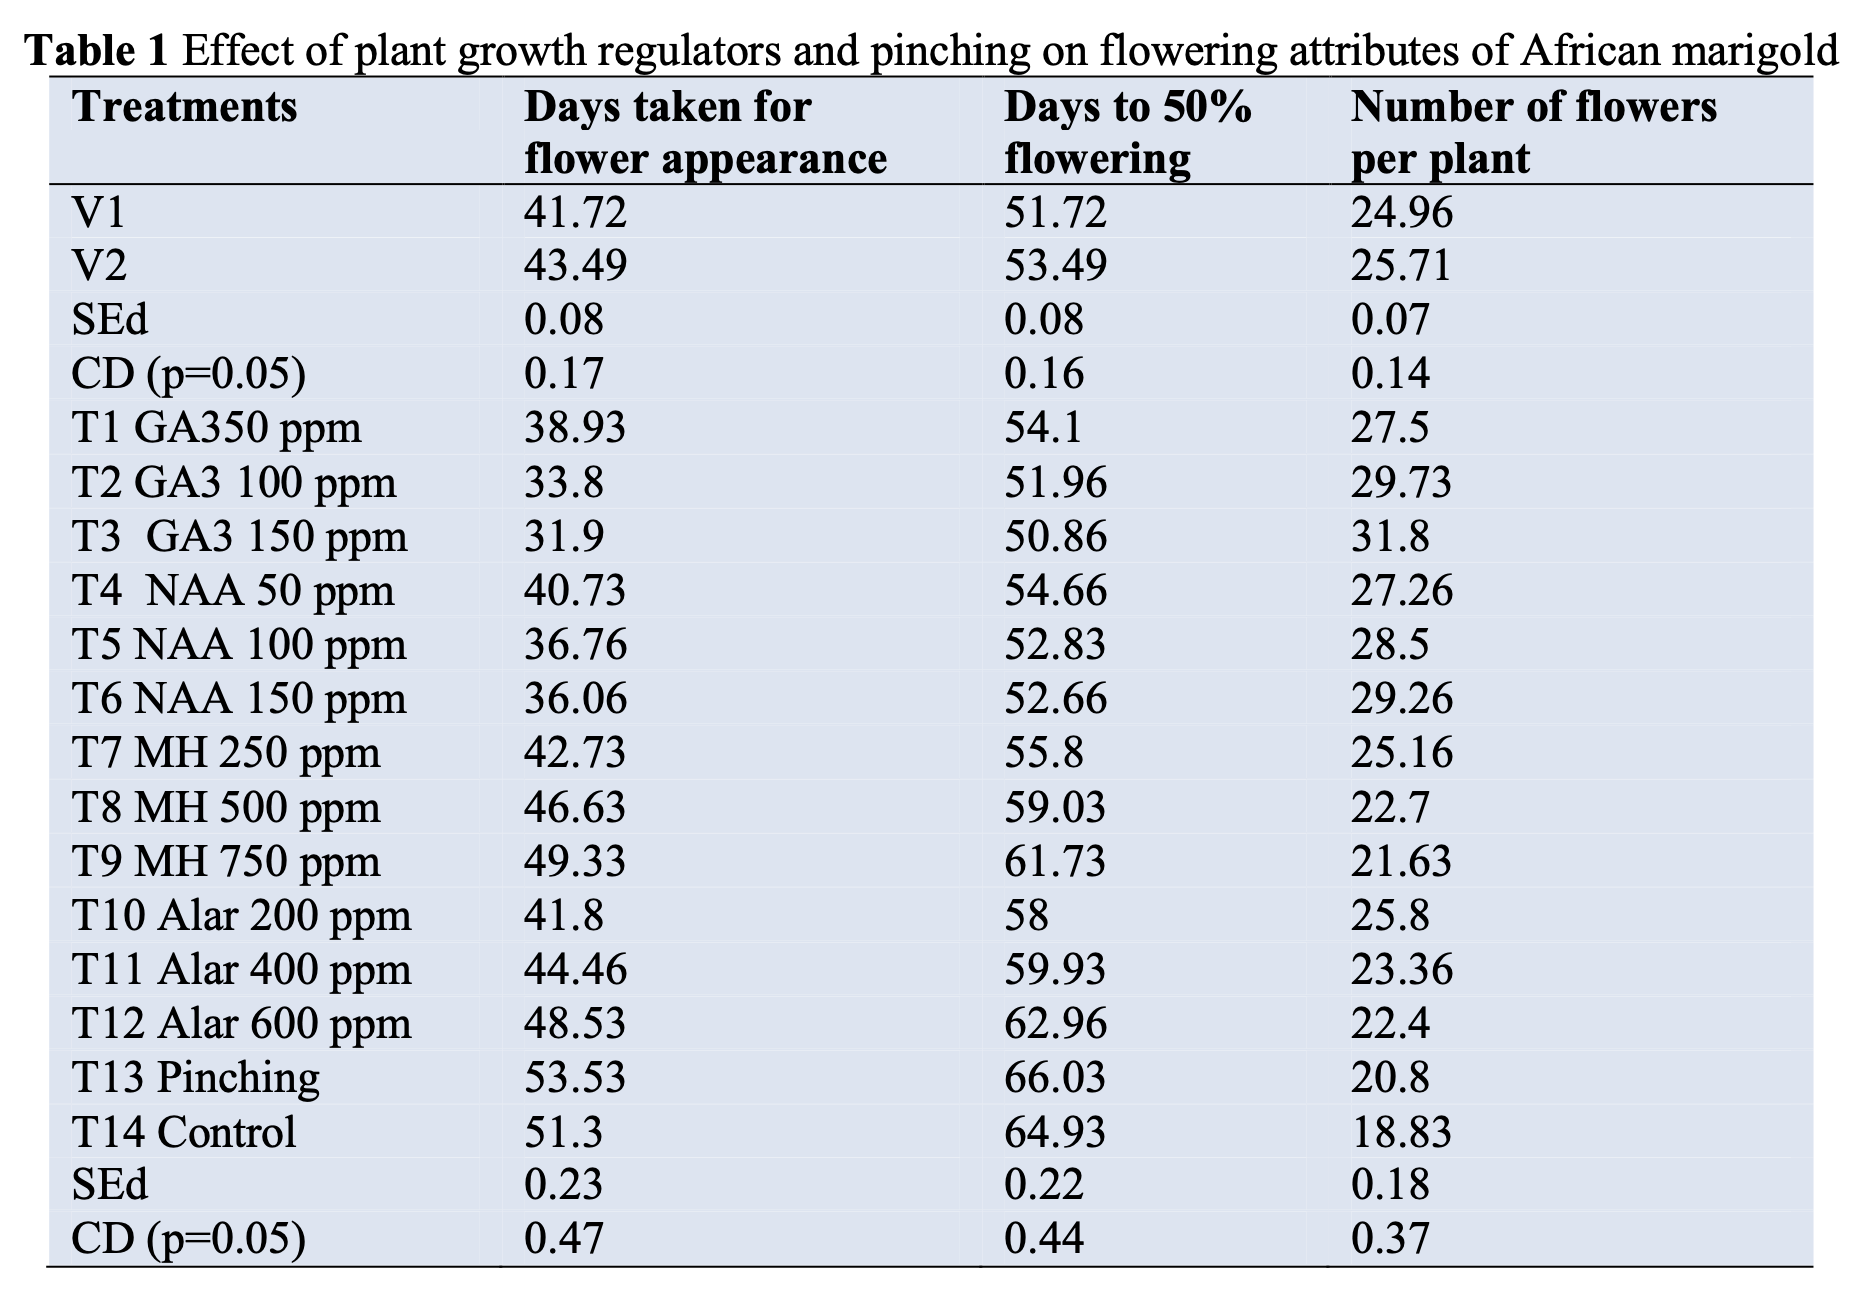 Table 1 Effect of plant growth regulators and pinching on flowering attributes of African marigold
Treatments Days taken for flower appearance Days to 50% flowering Number of flowers per plant
V1 41.72 51.72 24.96
V2 43.49 53.49 25.71
SEd 0.08 0.08 0.07
CD (p=0.05) 0.17 0.16 0.14
T1 GA350 ppm 38.93 54.1 27.5
T2 GA3 100 ppm 33.8 51.96 29.73
T3 GA3 150 ppm 31.9 50.86 31.8
T4 NAA 50 ppm 40.73 54.66 27.26
T5 NAA 100 ppm 36.76 52.83 28.5
T6 NAA 150 ppm 36.06 52.66 29.26
T7 MH 250 ppm 42.73 55.8 25.16
T8 MH 500 ppm 46.63 59.03 22.7
T9 MH 750 ppm 49.33 61.73 21.63
T10 Alar 200 ppm 41.8 58 25.8
T11 Alar 400 ppm 44.46 59.93 23.36
T12 Alar 600 ppm 48.53 62.96 22.4
T13 Pinching 53.53 66.03 20.8
T14 Control 51.3 64.93 18.83
SEd 0.23 0.22 0.18
CD (p=0.05) 0.47 0.44 0.37